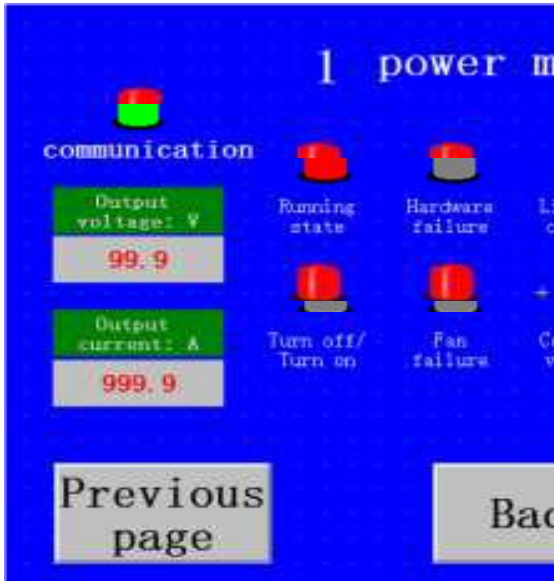 1 power m
communication
Output
voltage: V
99.9
Running
state
Hardware
failure
Output
current: A
999.9
Turn off/
Turn on
Fan
failure
Previous
page
Bac